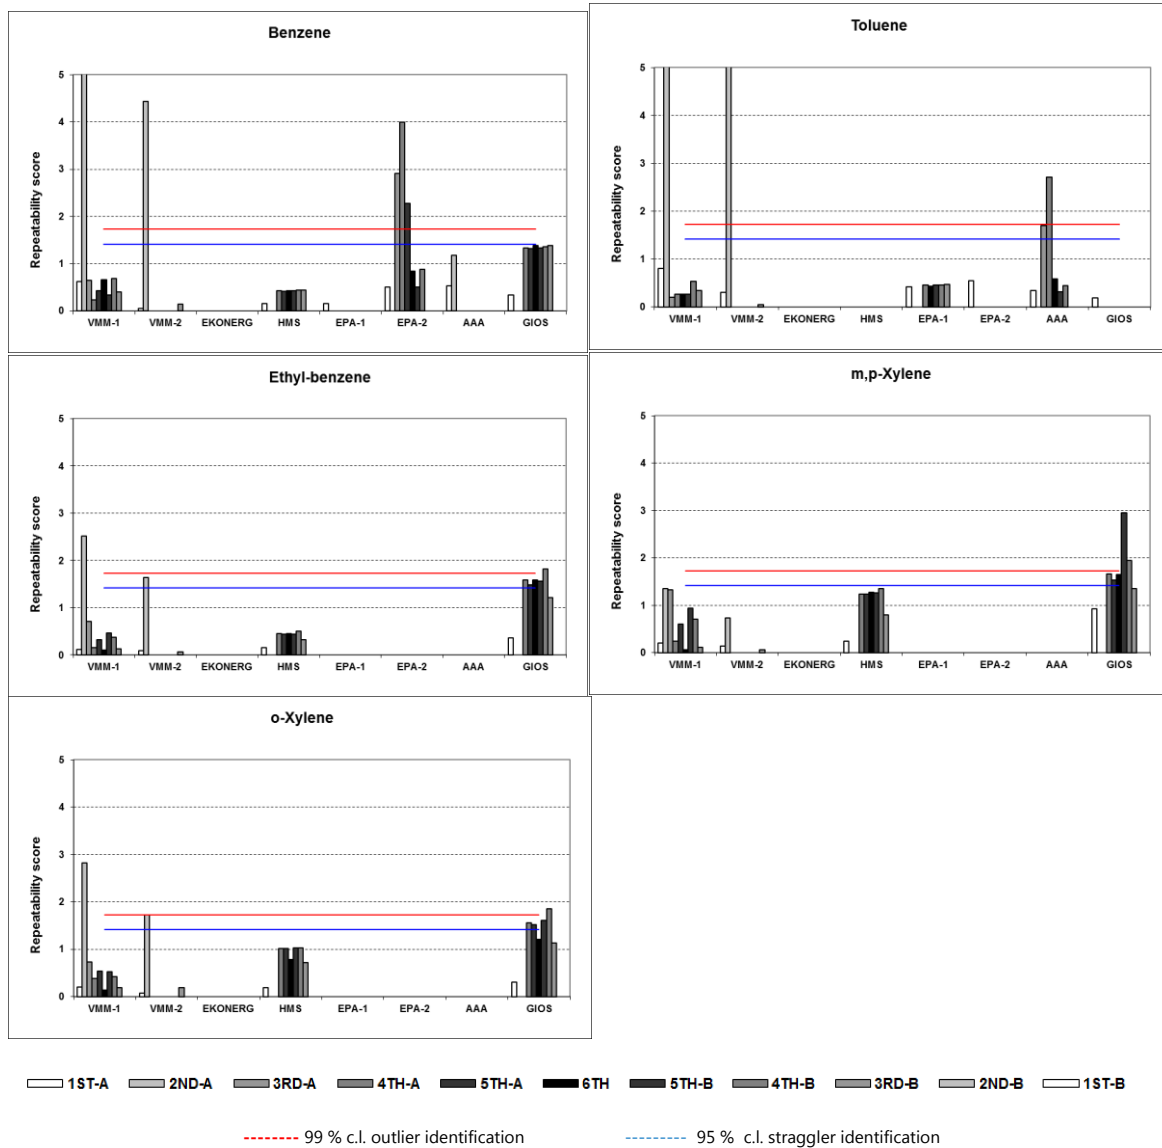 Benzene
Repeatability score
5
4
3
2
1
0
VMM-1 VMM-2 EKONERG HMS EPA-1 EPA-2 AAA GIOS
Toluene
Repeatability score
5
4
3
2
1
0
VMM-1 VMM-2 EKONERG HMS EPA-1 EPA-2 AAA GIOS
Ethyl-benzene
Repeatability score
5
4
3
2
1
0
VMM-1 VMM-2 EKONERG HMS EPA-1 EPA-2 AAA GIOS
m,p-Xylene
Repeatability score
5
4
3
2
1
0
VMM-1 VMM-2 EKONERG HMS EPA-1 EPA-2 AAA GIOS
o-Xylene
Repeatability score
5
4
3
2
1
0
VMM-1 VMM-2 EKONERG HMS EPA-1 EPA-2 AAA GIOS
1ST-A 2ND-A 3RD-A 4TH-A 5TH-A 6TH 5TH-B 4TH-B 3RD-B 2ND-B 1ST-B
99 % c.l. outlier identification 95 % c.l. straggler identification